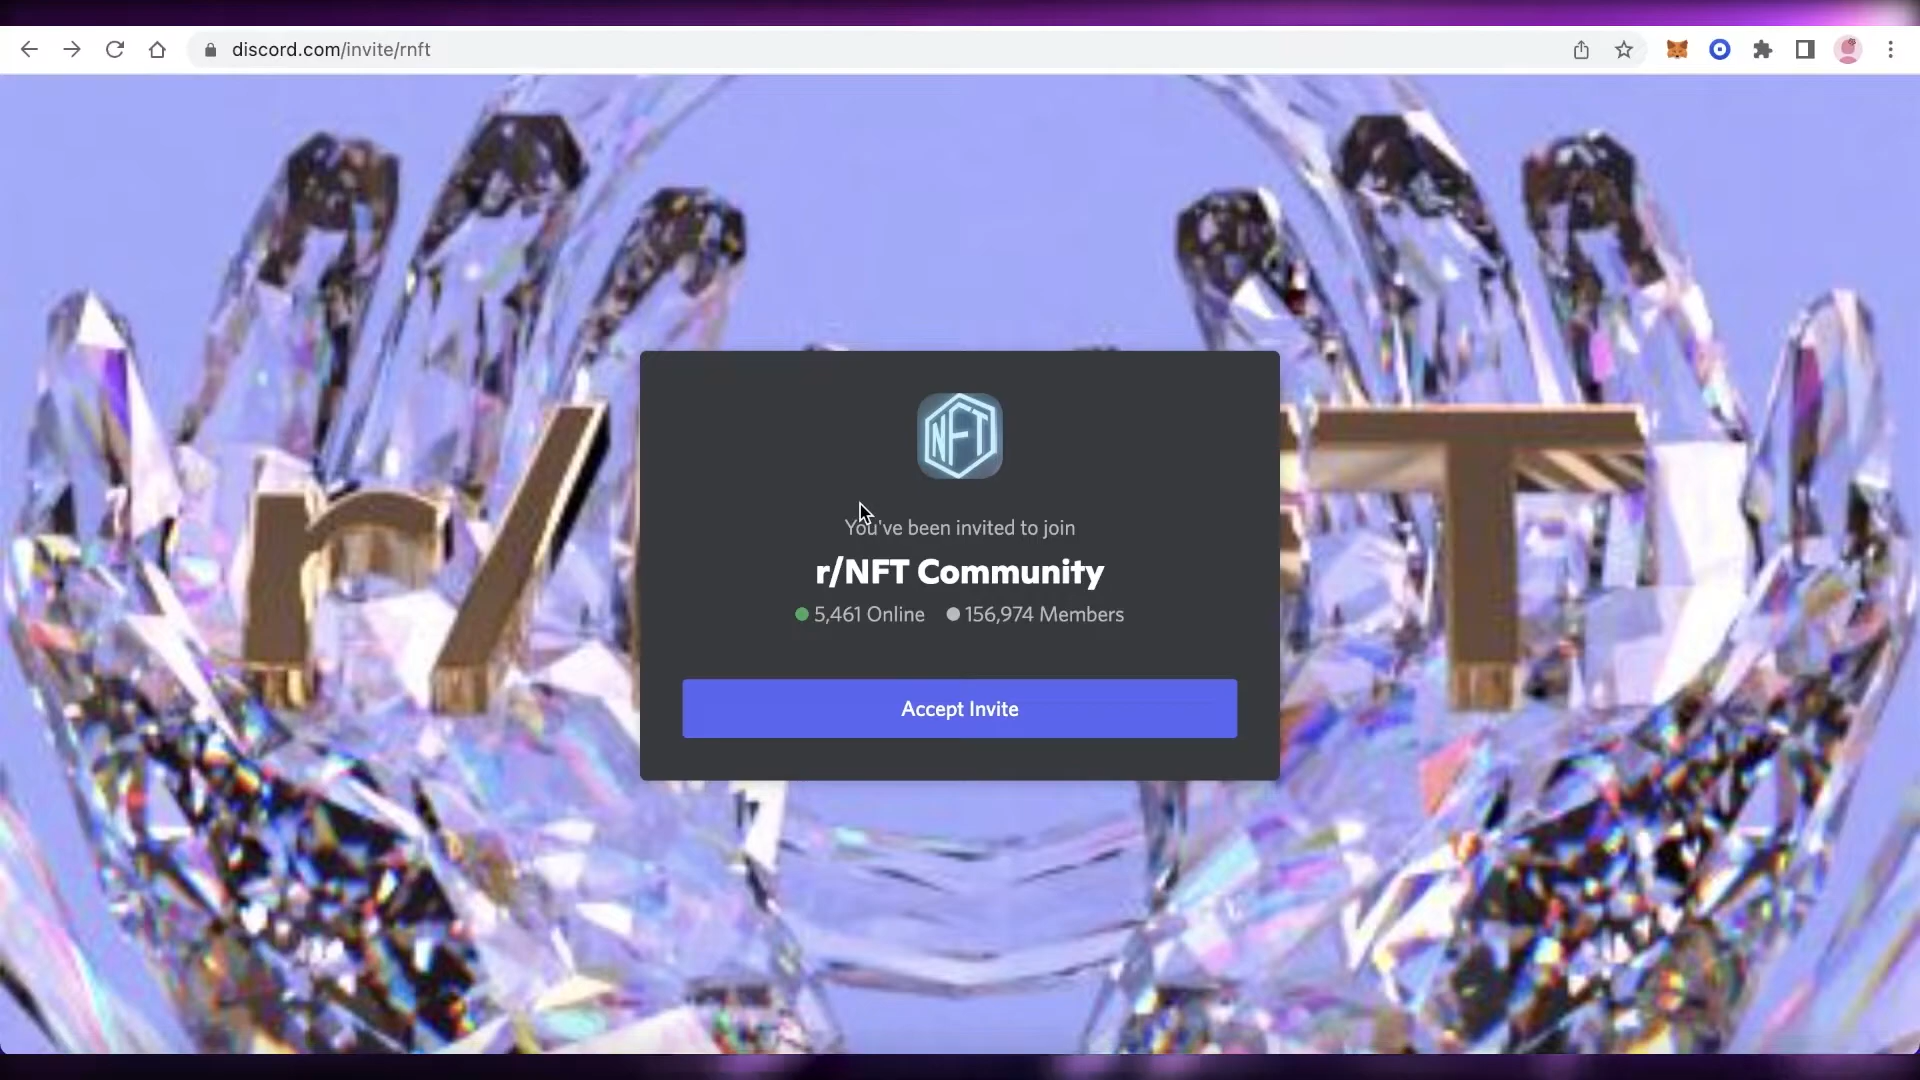 discord.com/invite/rnft
r/
T
NFT
You've been invited to join
r/NFT Community
5,461 Online 156,974 Members
Accept Invite